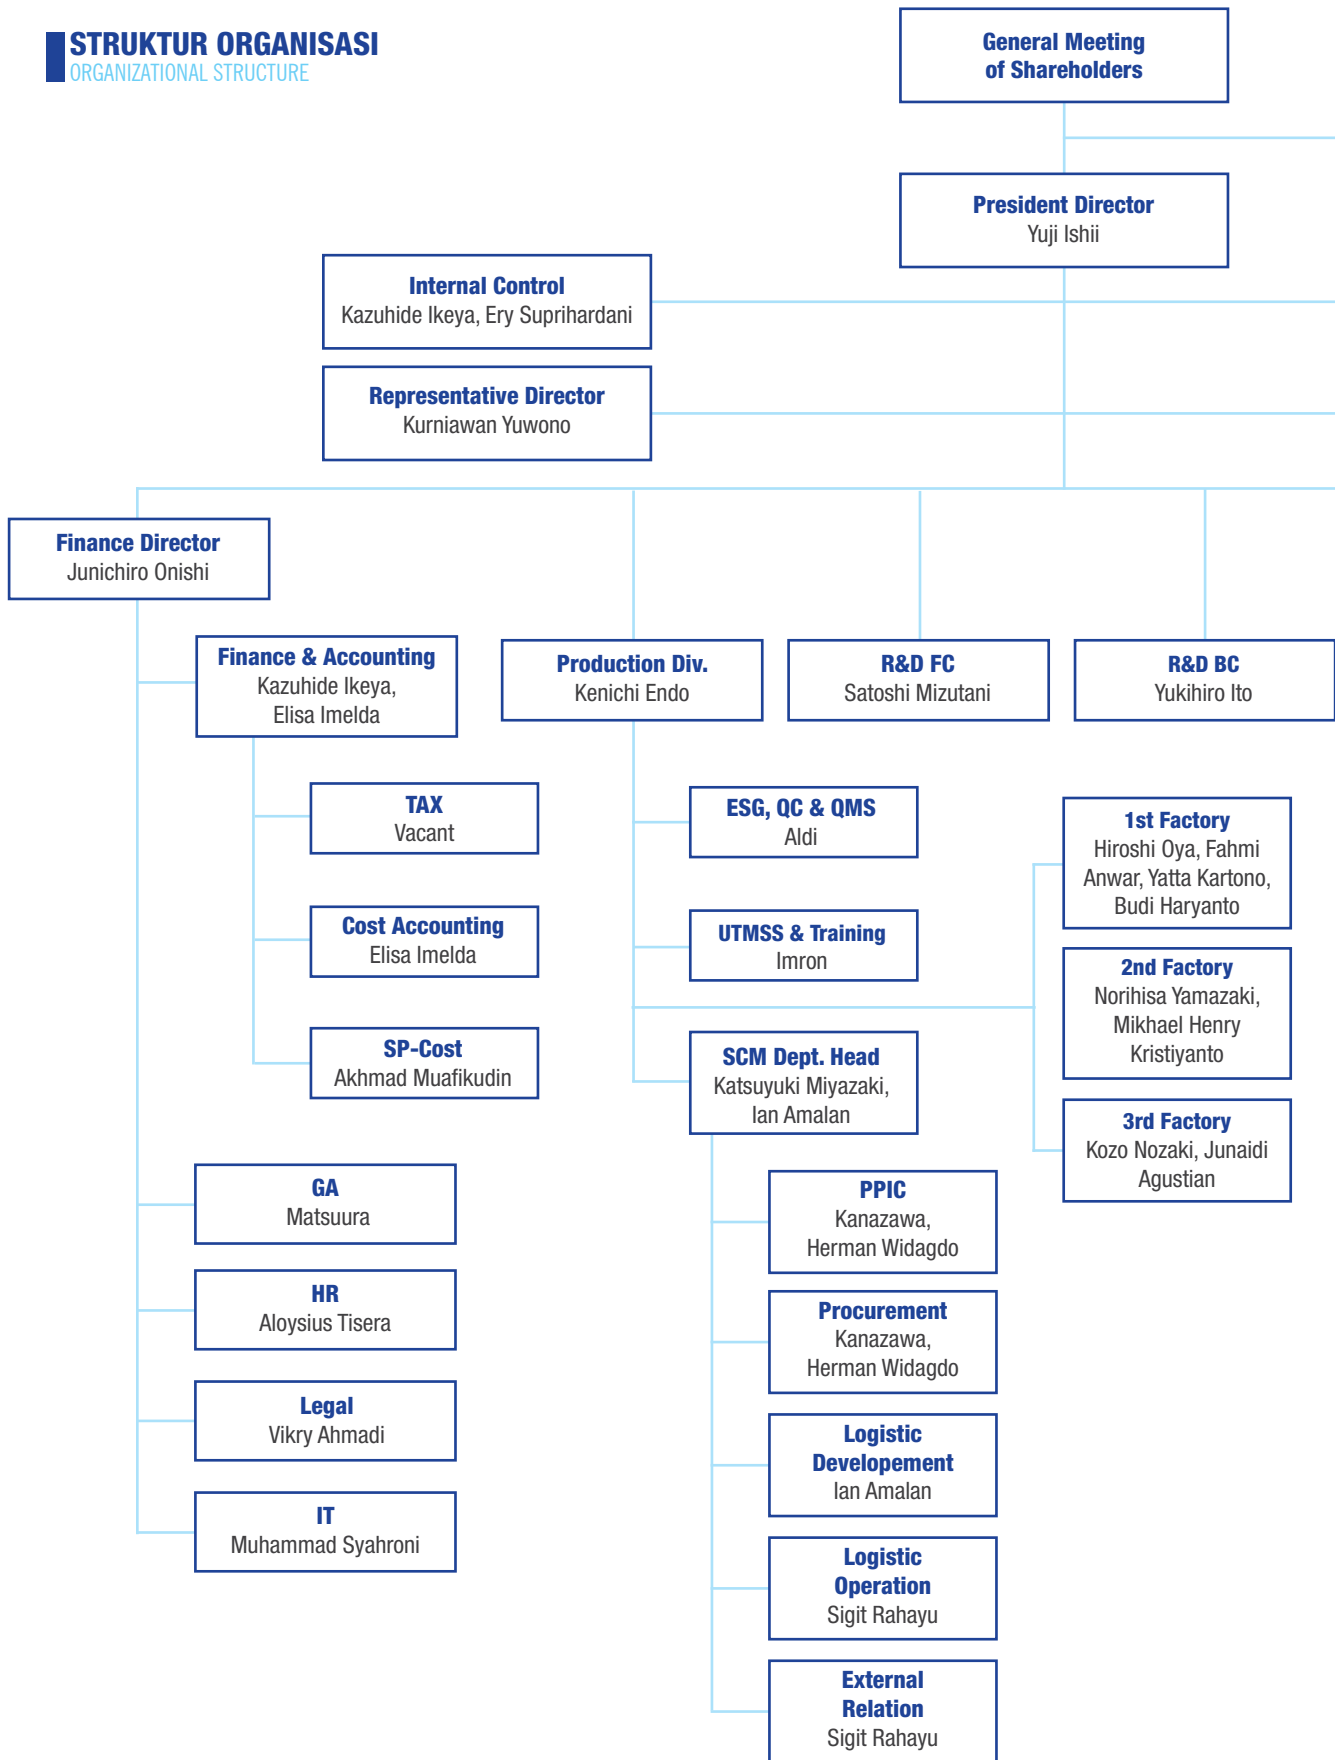 STRUKTUR ORGANISASI
ORGANIZATIONAL STRUCTURE
General Meeting
of Shareholders
President Director
Yuji Ishii
Internal Control
Kazuhide Ikeya, Ery Suprihardani
Representative Director
Kurniawan Yuwono
Finance Director
Junichiro Onishi
Finance & Accounting
Kazuhide Ikeya,
Elisa Imelda
TAX
Vacant
Cost Accounting
Elisa Imelda
SP-Cost
Akhmad Muafikudin
GA
Matsuura
HR
Aloysius Tisera
Legal
Vikry Ahmadi
IT
Muhammad Syahroni
Production Div.
Kenichi Endo
ESG, QC & QMS
Aldi
UTMSS & Training
Imron
SCM Dept. Head
Katsuyuki Miyazaki,
Ian Amalan
PPIC
Kanazawa,
Herman Widagdo
Procurement
Kanazawa,
Herman Widagdo
Logistic
Developement
Ian Amalan
Logistic
Operation
Sigit Rahayu
External
Relation
Sigit Rahayu
1st Factory
Hiroshi Oya, Fahmi
Anwar, Yatta Kartono,
Budi Haryanto
2nd Factory
Norihisa Yamazaki,
Mikhael Henry
Kristiyanto
3rd Factory
Kozo Nozaki, Junaidi
Agustian
R&D FC
Satoshi Mizutani
R&D BC
Yukihiro Ito